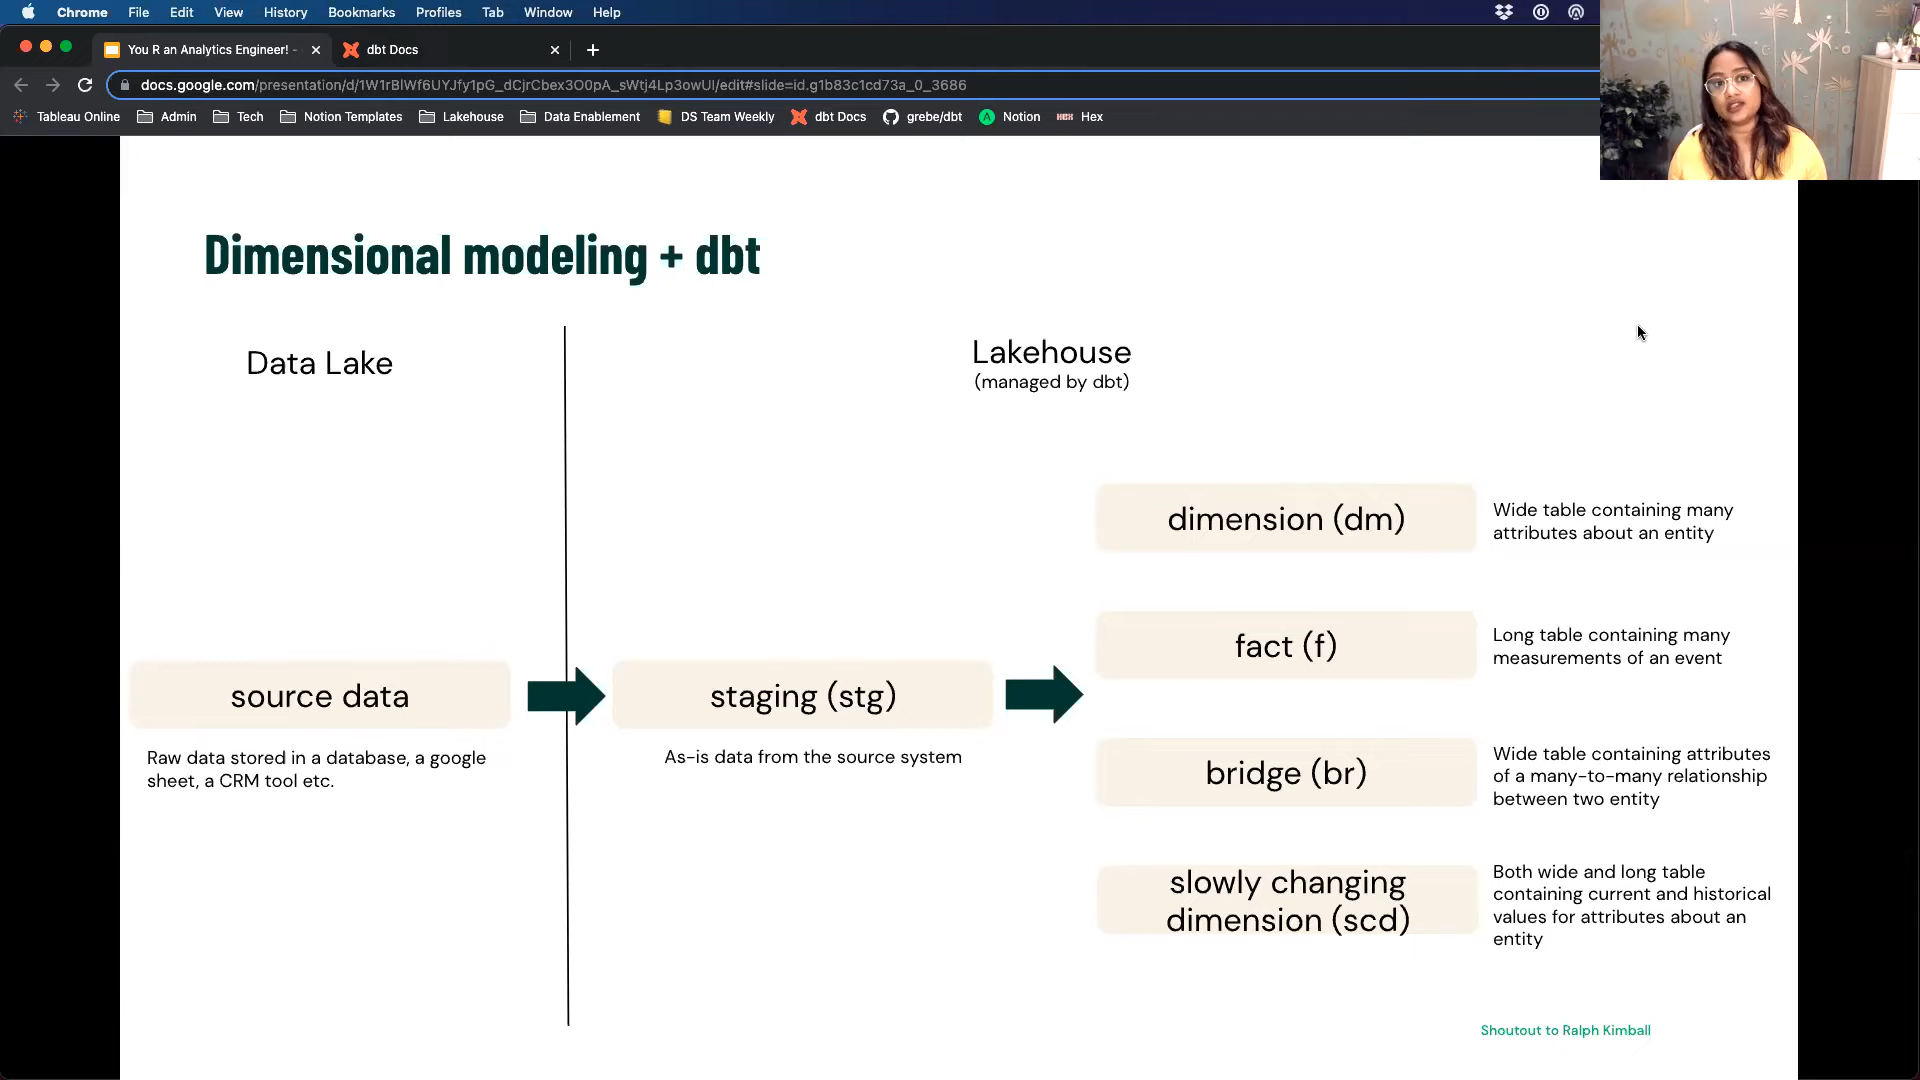 Chrome File Edit View History Bookmarks Profiles Tab Window Help
You R an Analytics Engineer! -
dbt Docs
docs.google.com/presentation/d/1W1rBlWf6UYJfy1pG_dCjrCbex3O0pA_sWtj4Lp3owUI/edit#slide=id.g1b83c1cd73a_0_3686
Tableau Online Admin Tech Notion Templates Lakehouse Data Enablement DS Team Weekly dbt Docs grebe/dbt Notion HEX Hex
Dimensional modeling + dbt
Data Lake
Lakehouse
(managed by dbt)
source data
Raw data stored in a database, a google
sheet, a CRM tool etc.
staging (stg)
As-is data from the source system
dimension (dm)
Wide table containing many
attributes about an entity
fact (f)
Long table containing many
measurements of an event
bridge (br)
Wide table containing attributes
of a many-to-many relationship
between two entity
slowly changing
dimension (scd)
Both wide and long table
containing current and historical
values for attributes about an
entity
Shoutout to Ralph Kimball